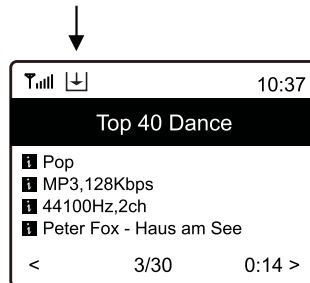 10:37
Top 40 Dance
i Pop
i MP3,128Kbps
i 44100Hz,2ch
i Peter Fox - Haus am See
< 3/30 0:14 >